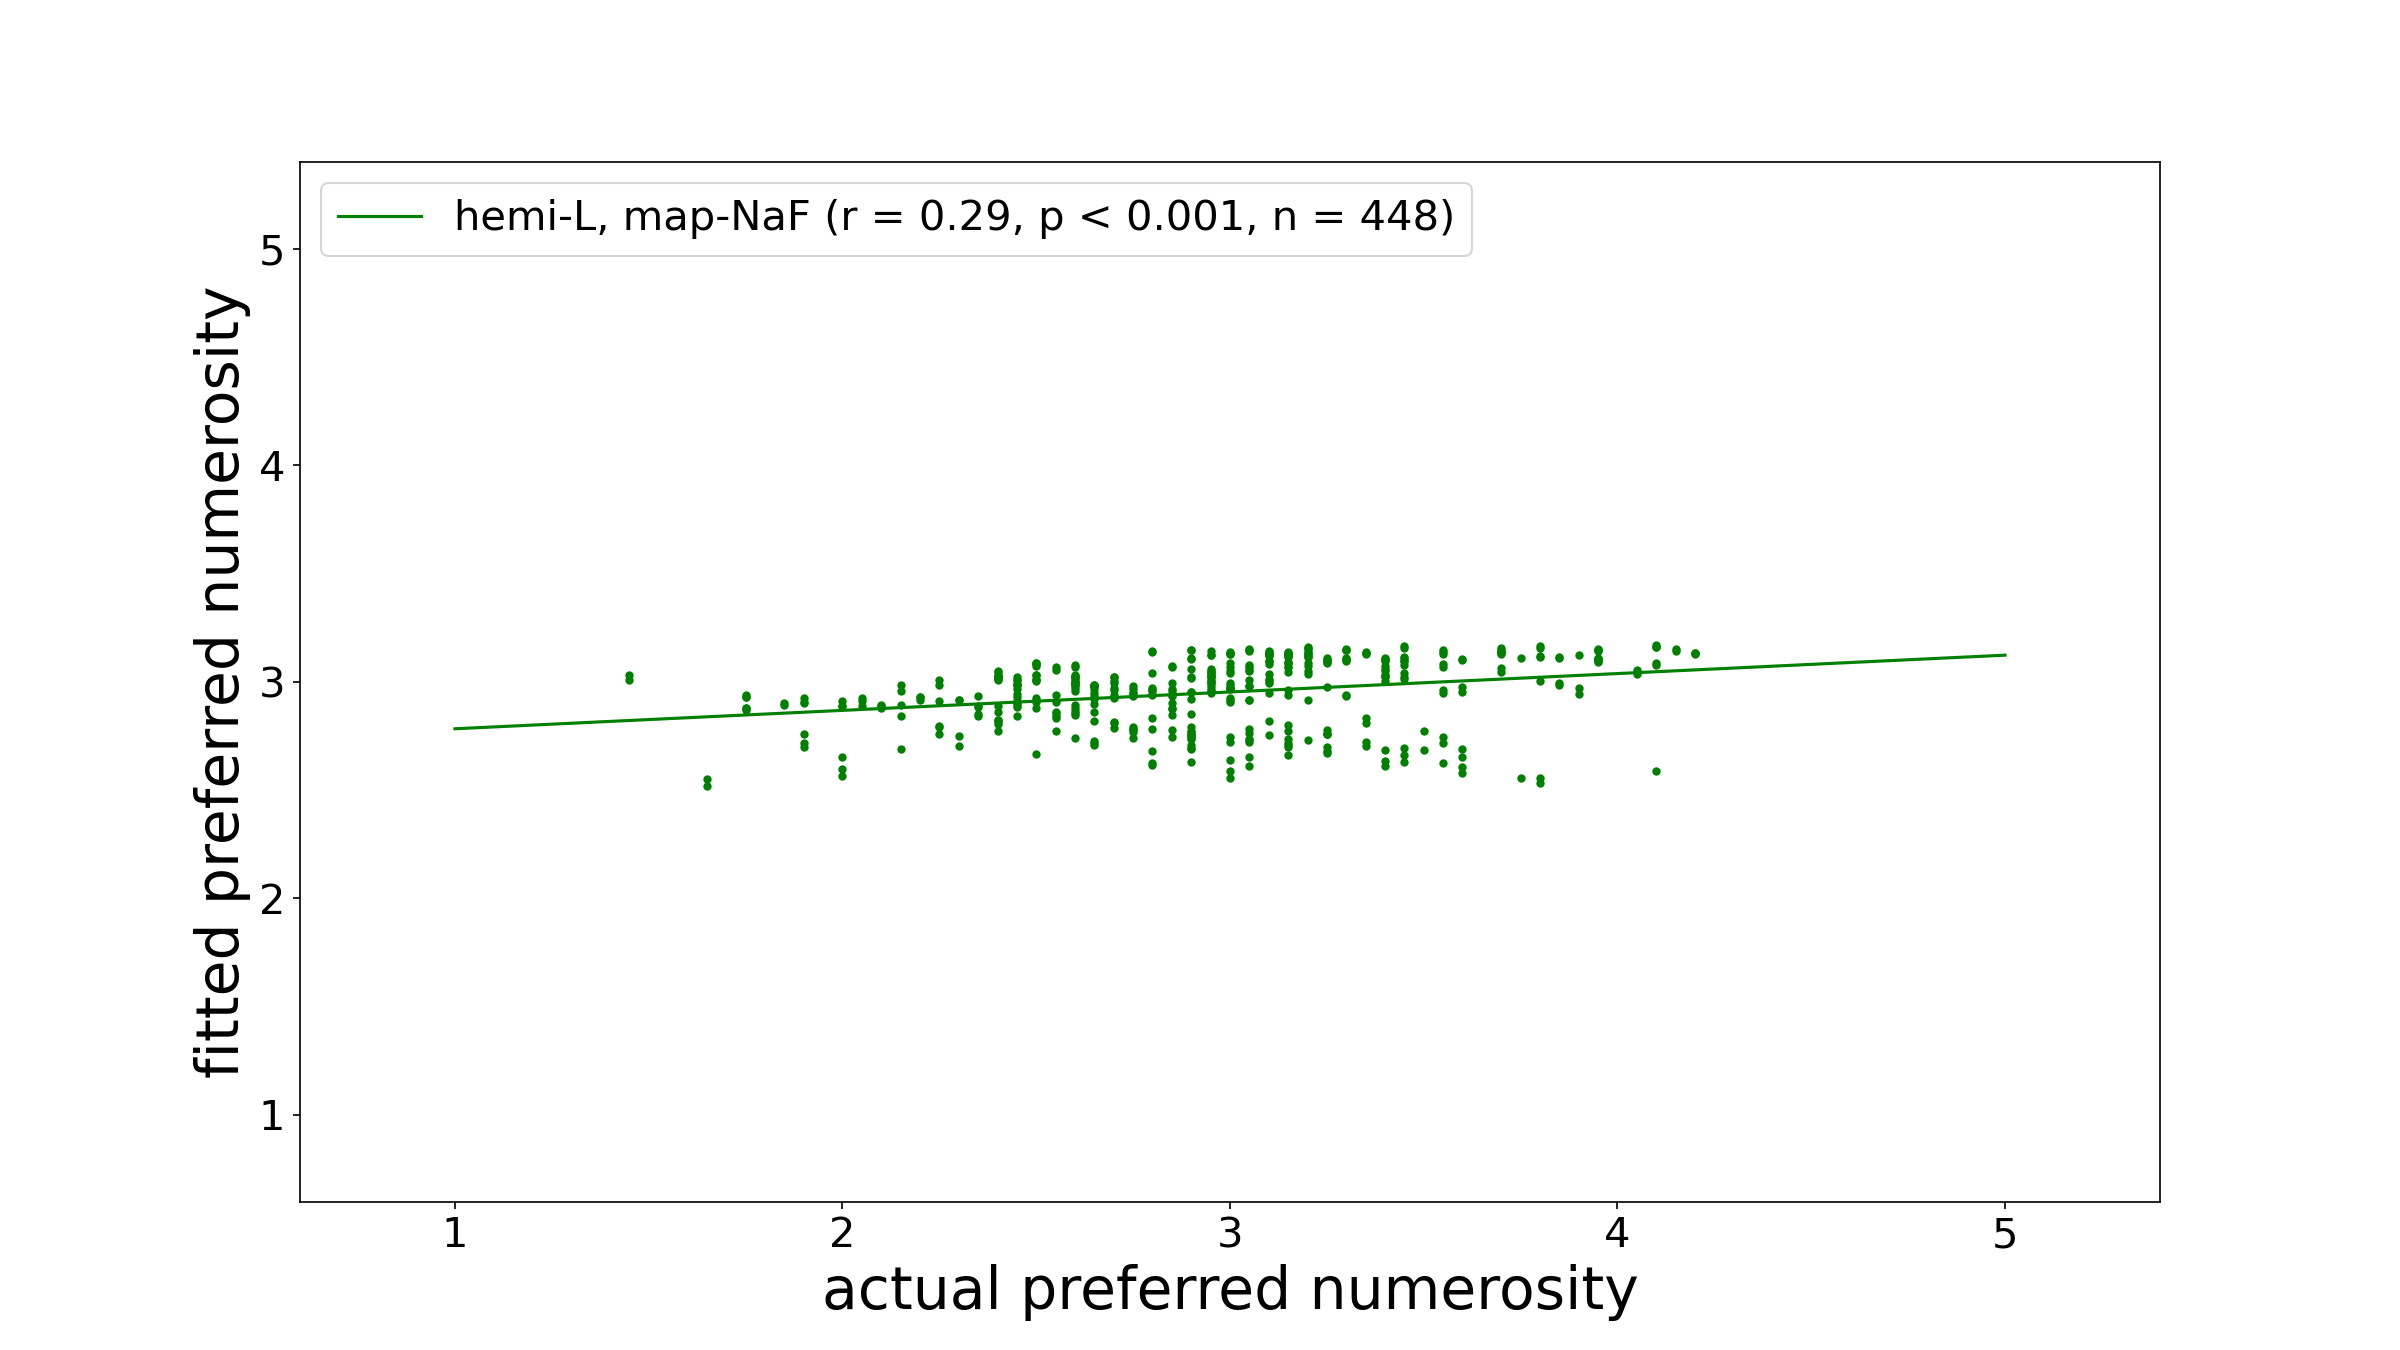 hemi-L, map-NaF (r = 0.29, p < 0.001, n = 448)
fitted preferred numerosity
5
4
3
2
1
1 2 3 4 5
actual preferred numerosity